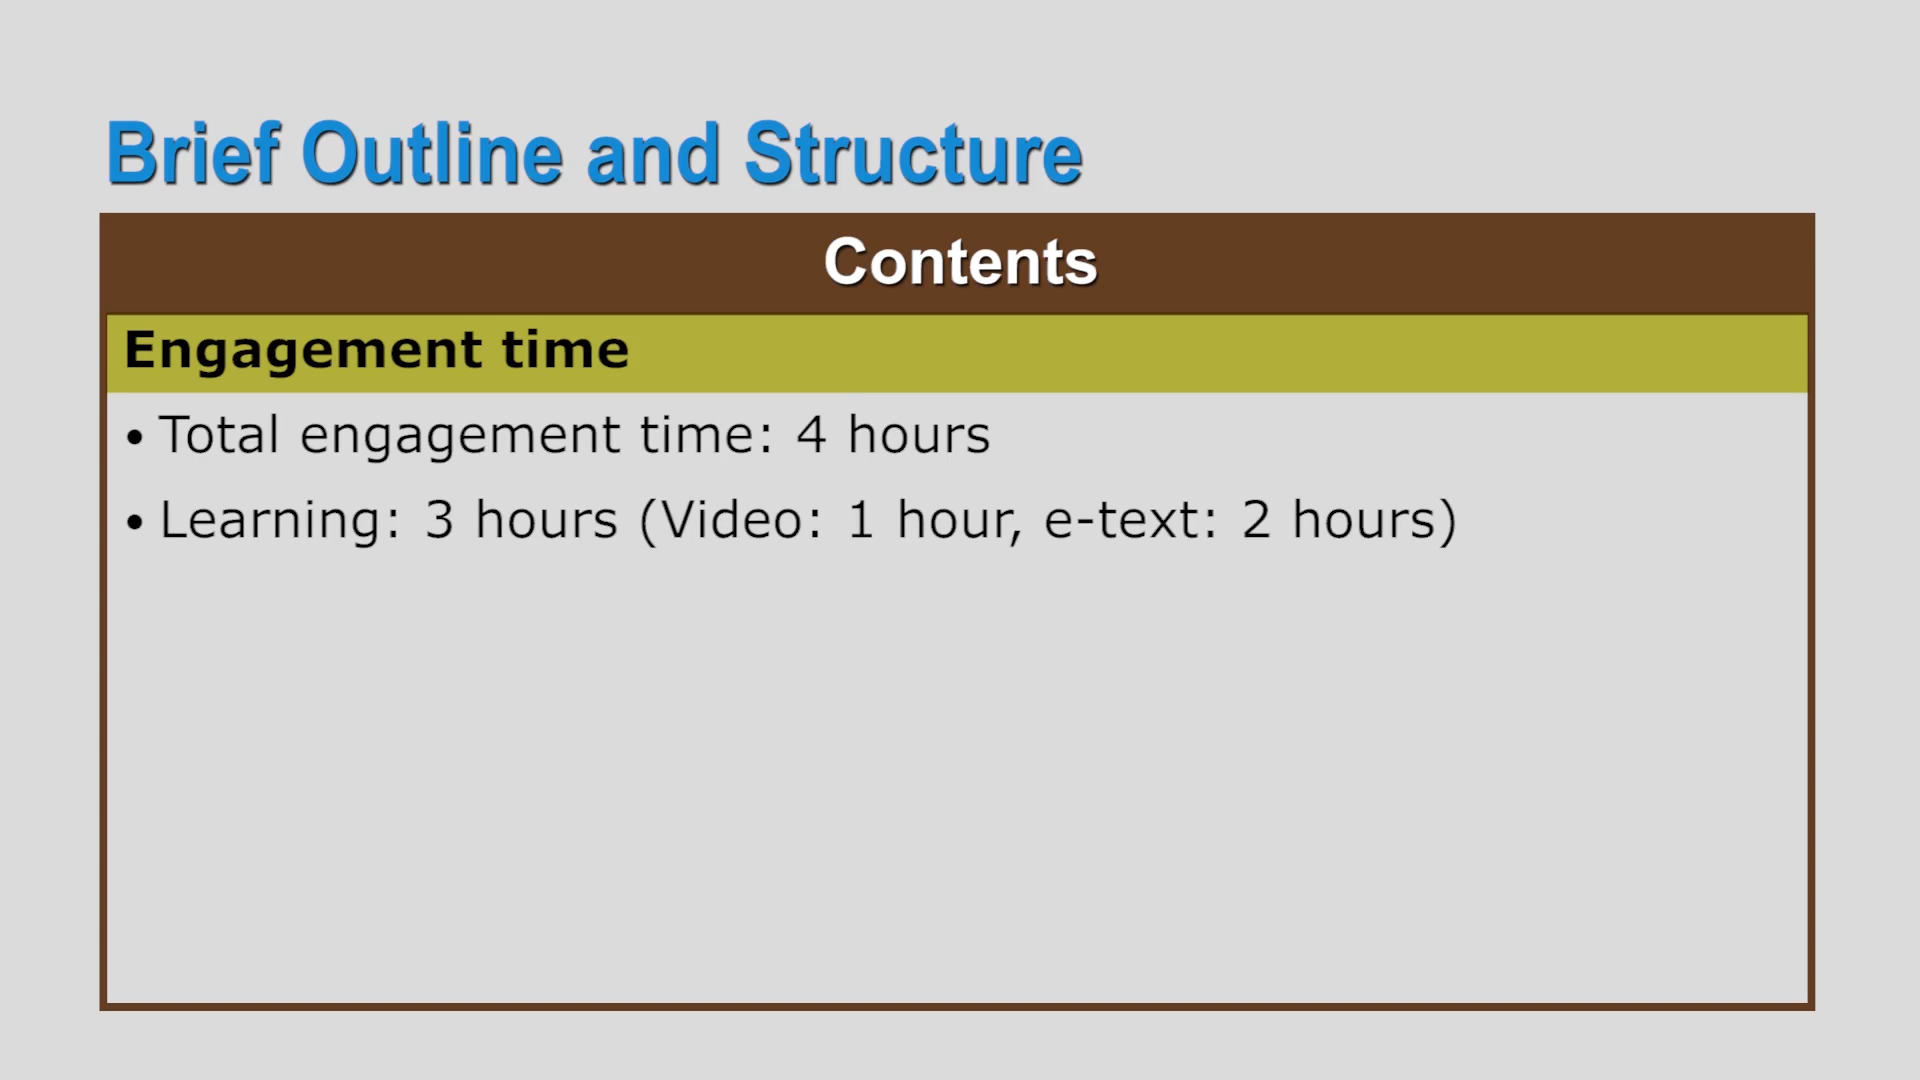 Brief Outline and Structure
Contents
Engagement time
• Total engagement time: 4 hours
• Learning: 3 hours (Video: 1 hour, e-text: 2 hours)